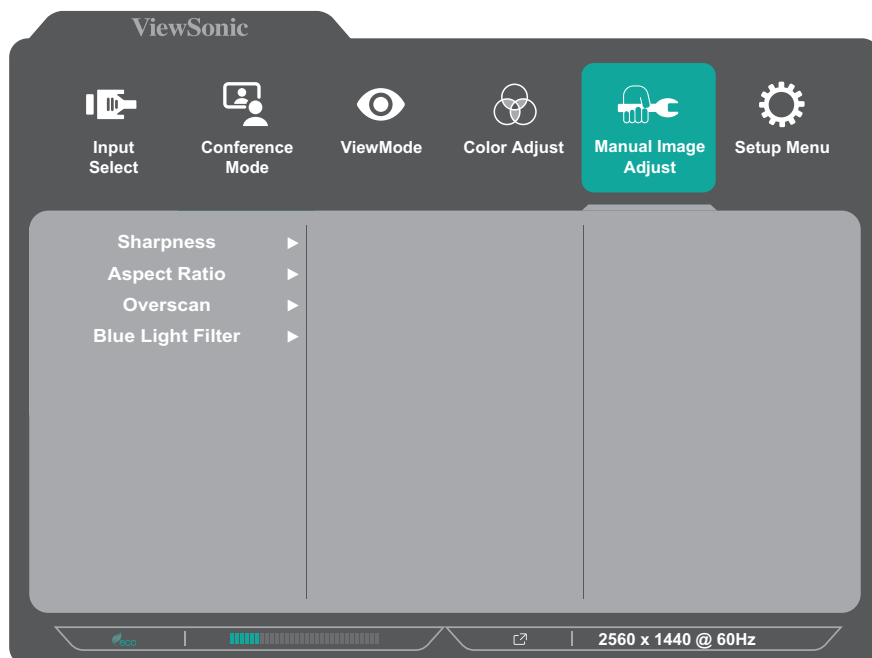 ViewSonic
Input
Select
Conference
Mode
ViewMode
Color Adjust
Manual Image
Adjust
Setup Menu
Sharpness
Aspect Ratio
Overscan
Blue Light Filter
eco
2560 x 1440 @ 60Hz